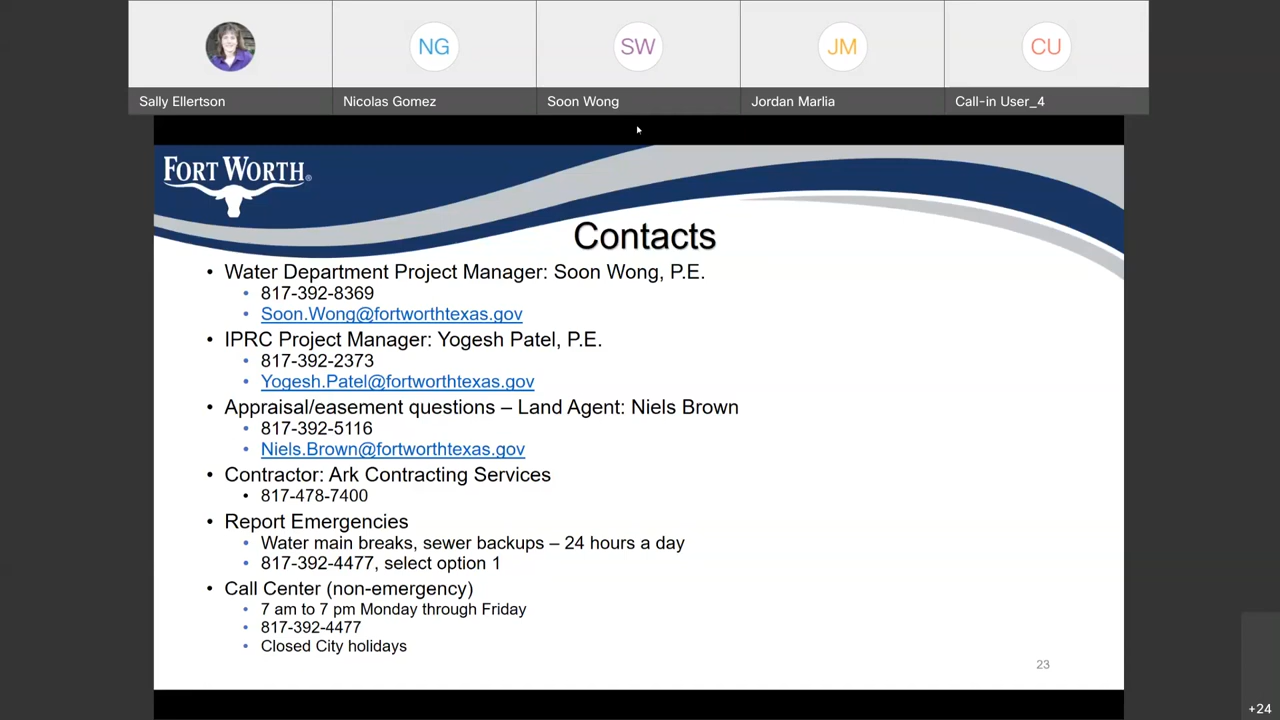 NG
SW
JM
CU
Sally Ellertson
Nicolas Gomez
Soon Wong
Jordan Marlia
Call-in User_4
FORT WORTH®
Contacts
• Water Department Project Manager: Soon Wong, P.E.
• 817-392-8369
• Soon.Wong@fortworthtexas.gov
• IPRC Project Manager: Yogesh Patel, P.E.
• 817-392-2373
• Yogesh.Patel@fortworthtexas.gov
• Appraisal/easement questions – Land Agent: Niels Brown
• 817-392-5116
• Niels.Brown@fortworthtexas.gov
• Contractor: Ark Contracting Services
• 817-478-7400
• Report Emergencies
• Water main breaks, sewer backups – 24 hours a day
• 817-392-4477, select option 1
• Call Center (non-emergency)
• 7 am to 7 pm Monday through Friday
• 817-392-4477
• Closed City holidays
23
+24